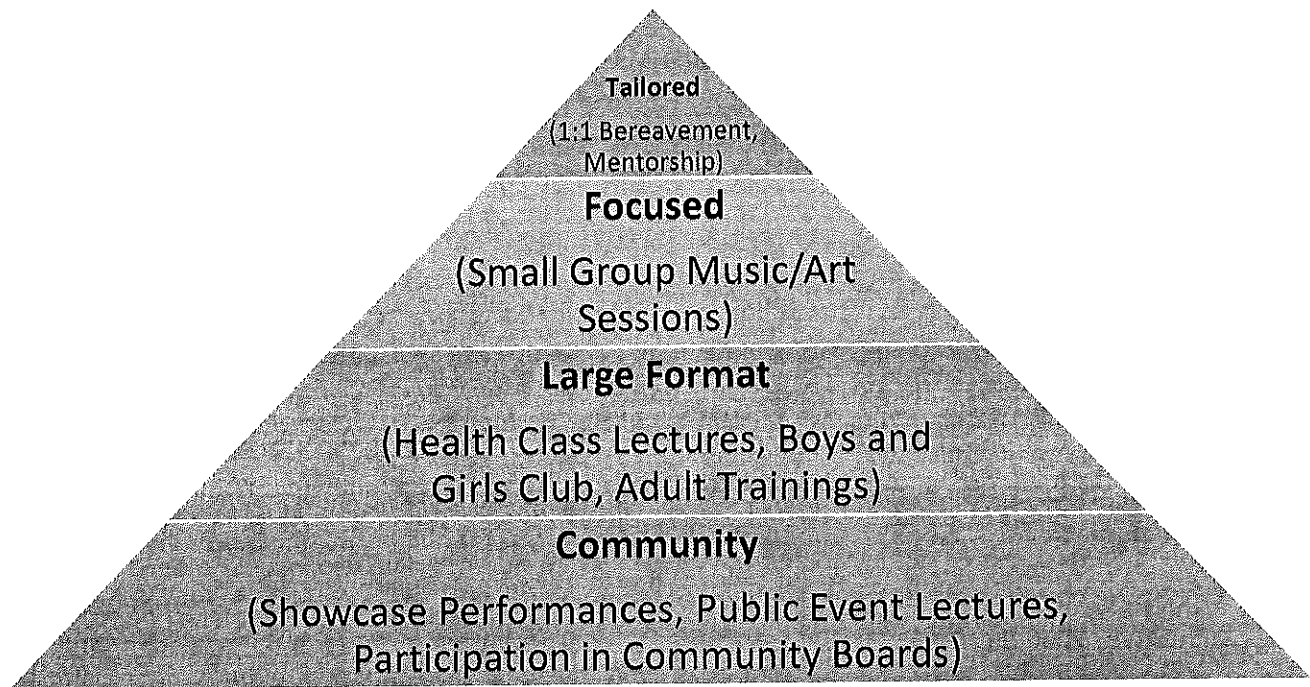 Tailored
(1:1 Bereavement,
Mentorship)
Focused
(Small Group Music/Art
Sessions)
Large Format
(Health Class Lectures, Boys and
Girls Club, Adult Trainings)
Community
(Showcase Performances, Public Event Lectures,
Participation in Community Boards)